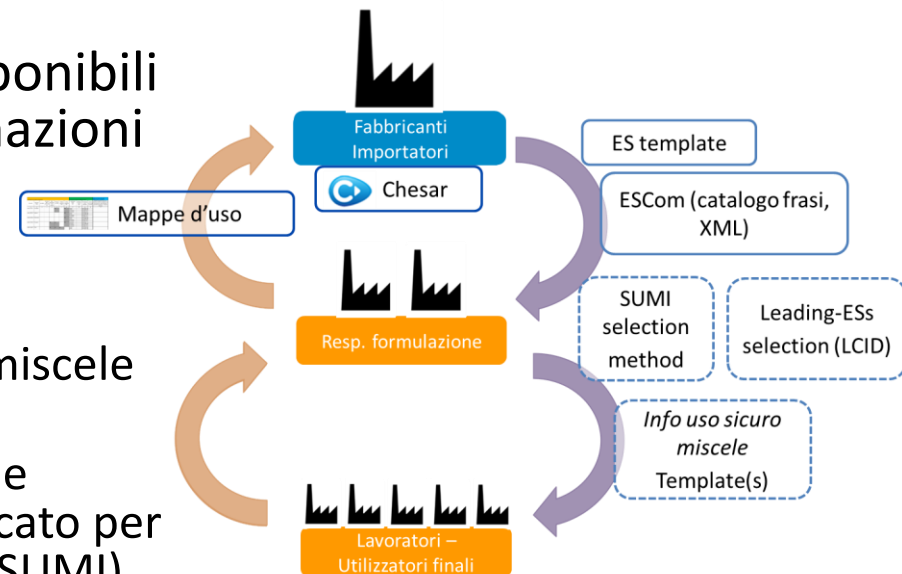 ponibili
nazioni
miscele
e
cato per
SUMI)
Fabbricanti
Importatori
Chesar
Mappe d'uso
Resp. formulazione
Lavoratori –
Utilizzatori finali
ES template
ESCom (catalogo frasi,
XML)
SUMI
selection
method
Leading-ESs
selection (LCID)
Info uso sicuro
miscele
Template(s)